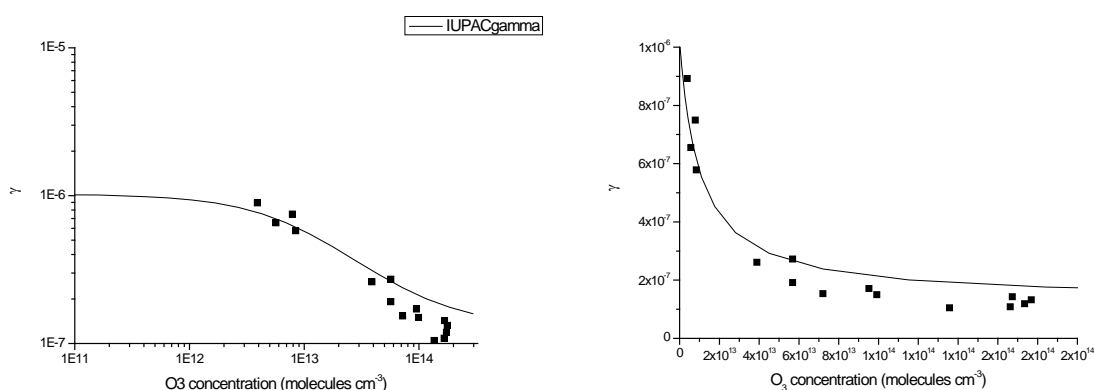 IUPACgamma
1E-5
1E-6
1E-7
γ
1E11 1E12 1E13 1E14
O3 concentration (molecules cm⁻³)
1x10⁻⁶
8x10⁻⁷
6x10⁻⁷
4x10⁻⁷
2x10⁻⁷
0
γ
0 2x10¹³ 4x10¹³ 6x10¹³ 8x10¹³ 1x10¹⁴ 1x10¹⁴ 1x10¹⁴ 2x10¹⁴ 2x10¹⁴ 2x10¹⁴
O₃ concentration (molecules cm⁻³)